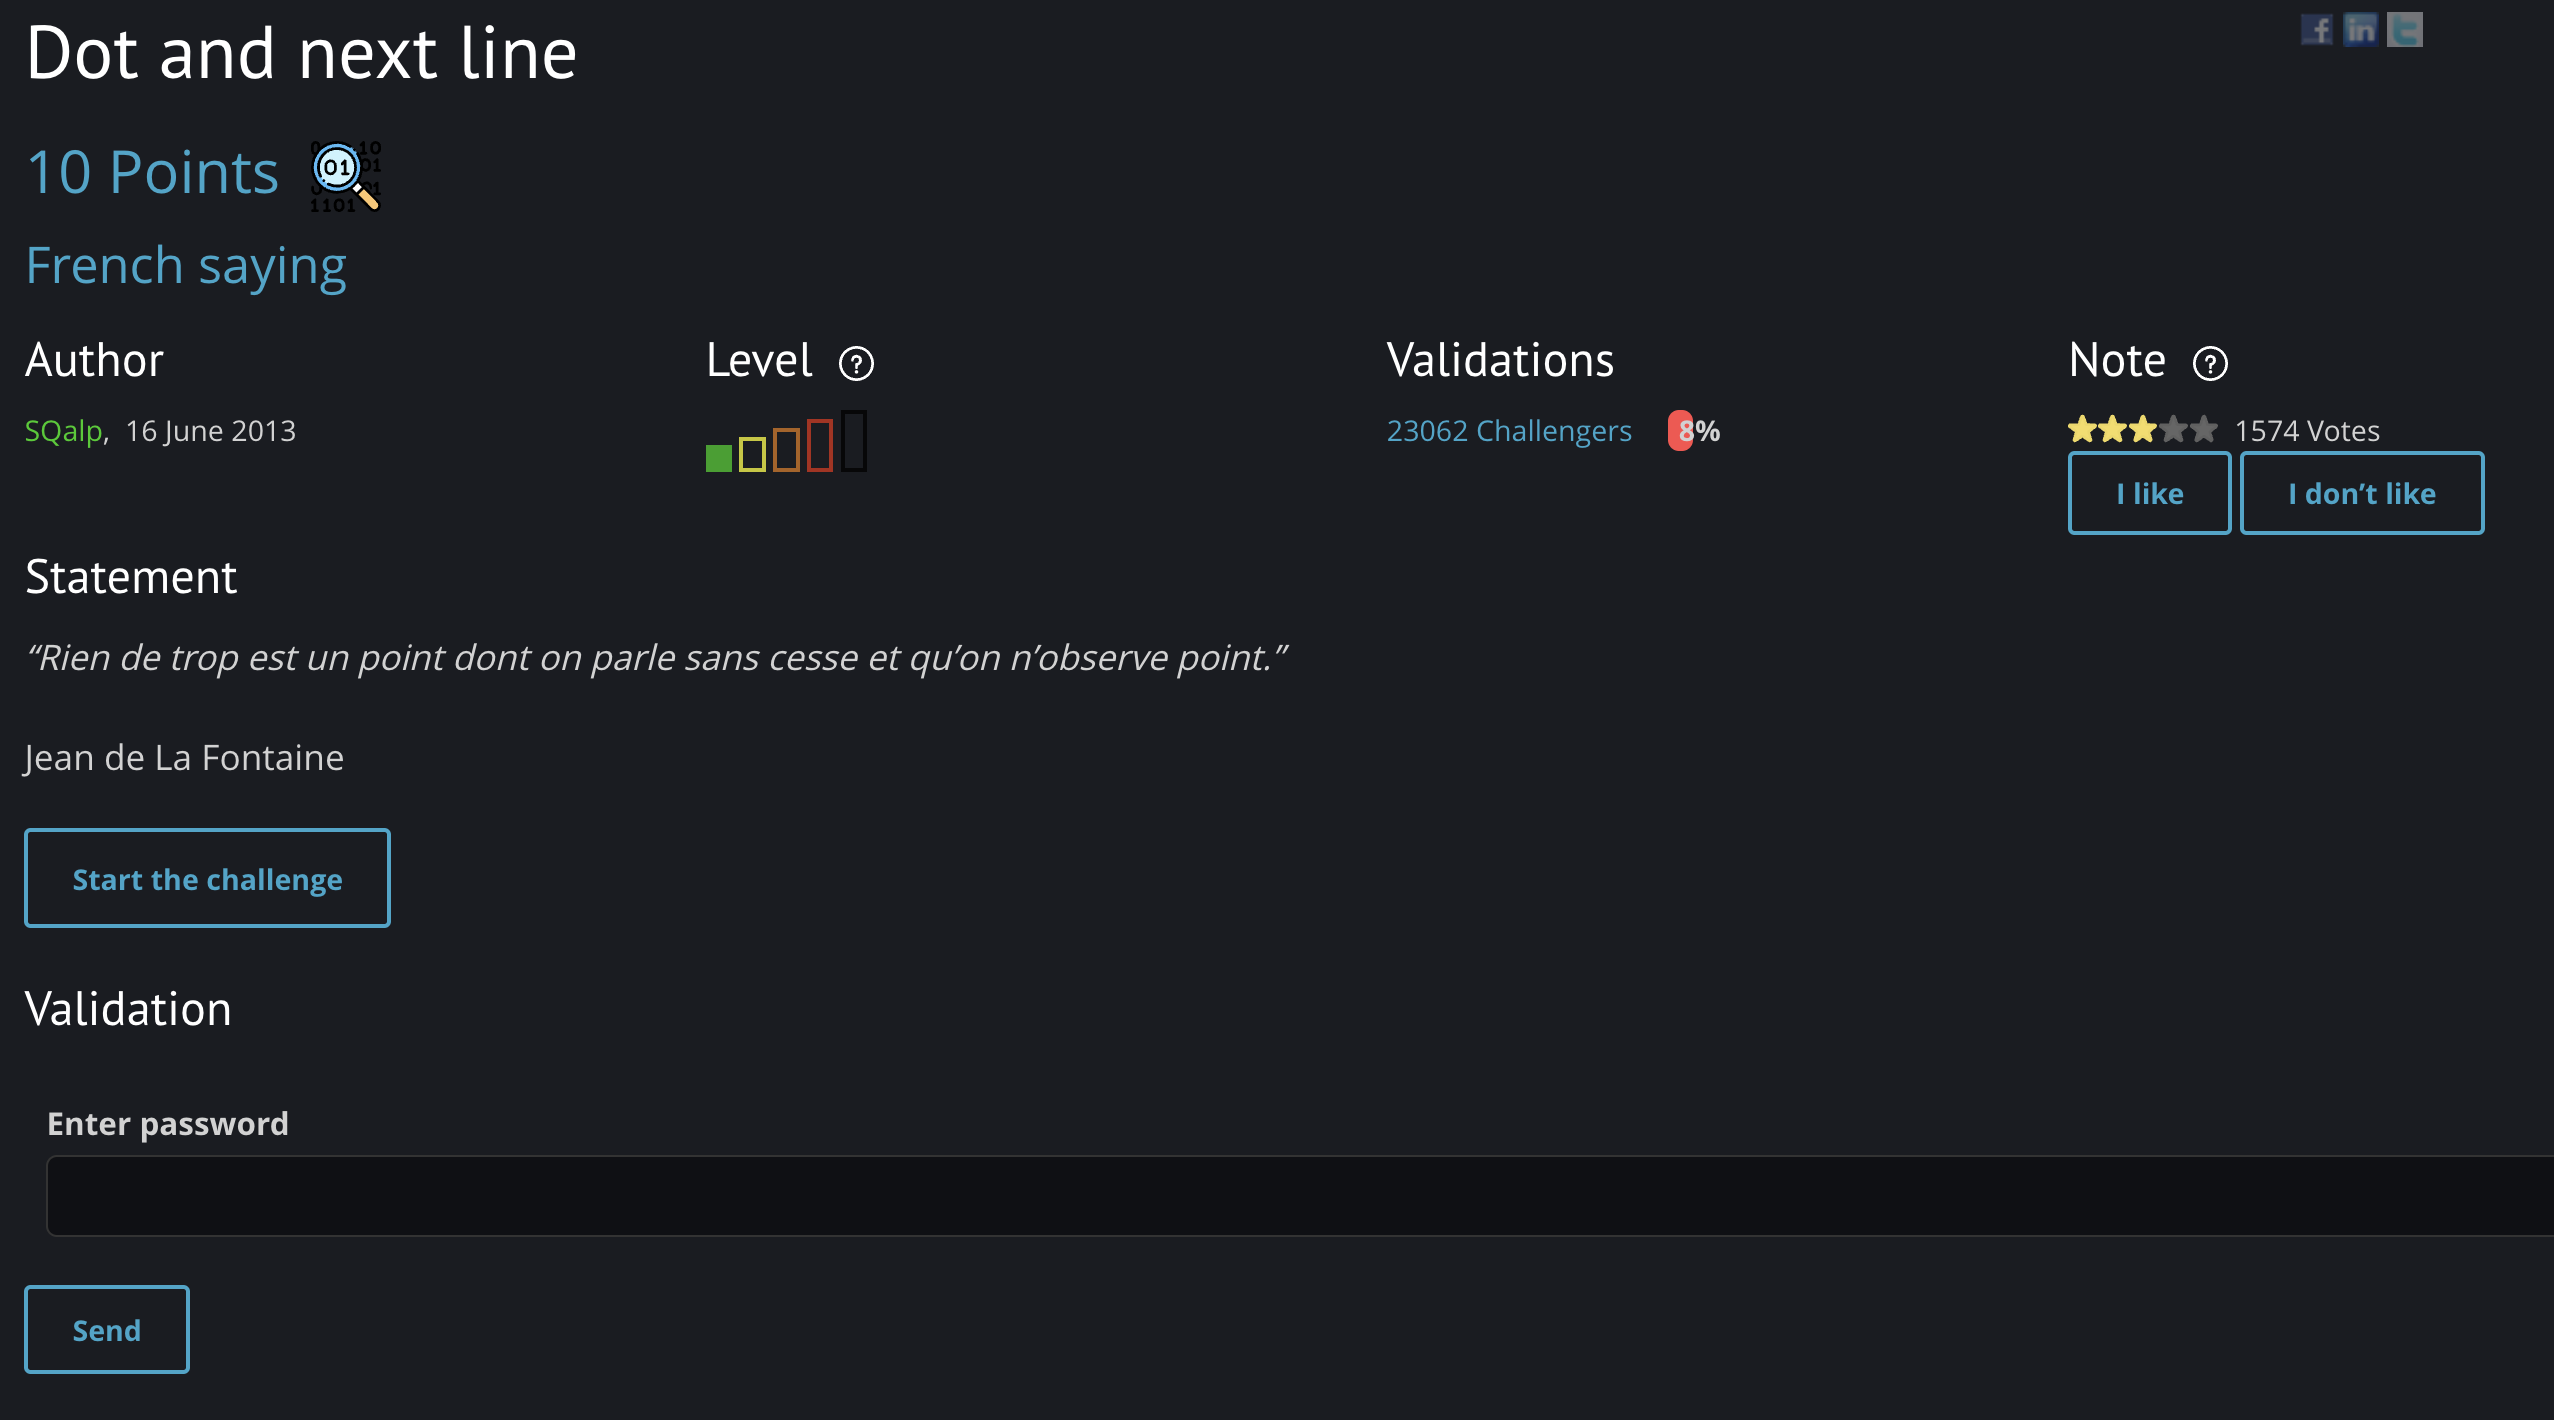 Dot and next line
10 Points
French saying
Author
Level ?
Validations
Note ?
SQalp, 16 June 2013
23062 Challengers 8%
1574 Votes
I like
I don’t like
Statement
“Rien de trop est un point dont on parle sans cesse et qu’on n’observe point.”
Jean de La Fontaine
Start the challenge
Validation
Enter password
Send